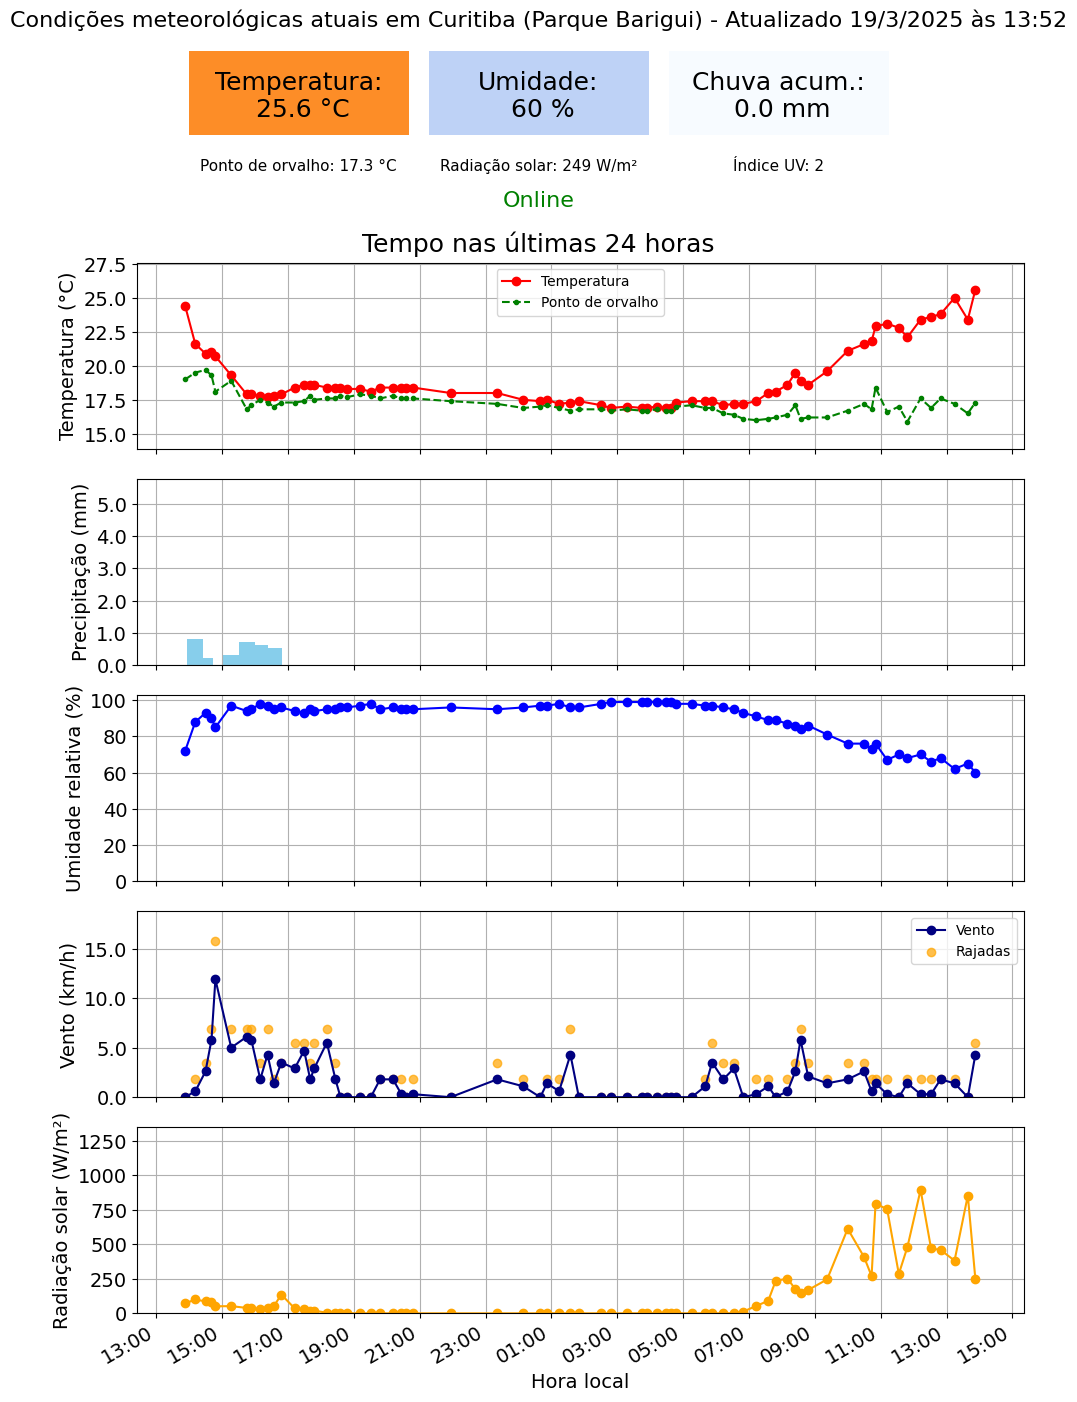 Condições meteorológicas atuais em Curitiba (Parque Barigui) - Atualizado 19/3/2025 às 13:52
Temperatura:
25.6 °C
Umidade:
60 %
Chuva acum.:
0.0 mm
Ponto de orvalho: 17.3 °C
Radiação solar: 249 W/m²
Índice UV: 2
Online
Tempo nas últimas 24 horas
Temperatura (°C)
27.5
25.0
22.5
20.0
17.5
15.0
Temperatura
Ponto de orvalho
Precipitação (mm)
5.0
4.0
3.0
2.0
1.0
0.0
Umidade relativa (%)
100
80
60
40
20
0
Vento (km/h)
15.0
10.0
5.0
0.0
Vento
Rajadas
Radiação solar (W/m²)
1250
1000
750
500
250
0
13:00
15:00
17:00
19:00
21:00
23:00
01:00
03:00
05:00
07:00
09:00
11:00
13:00
15:00
Hora local